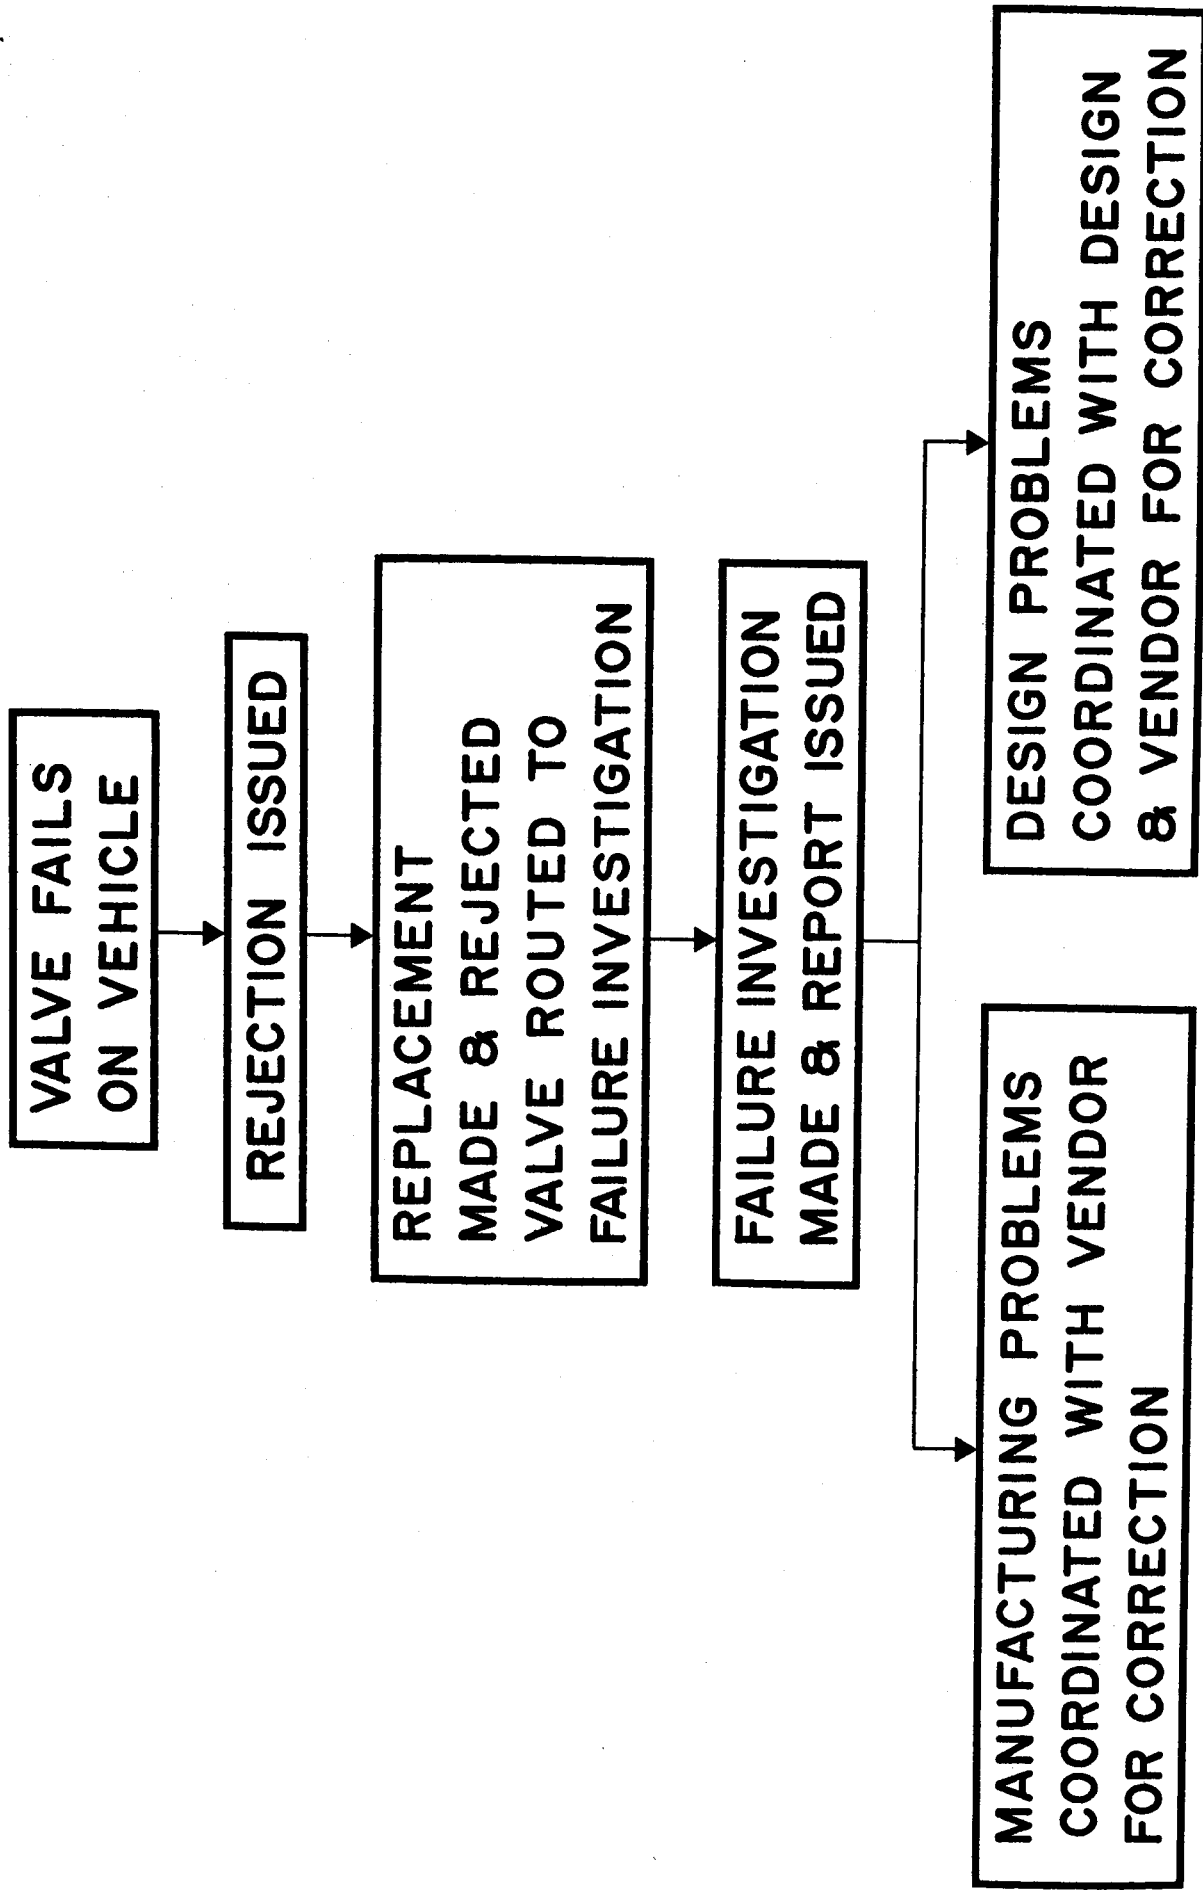 VALVE FAILS
ON VEHICLE
REJECTION ISSUED
REPLACEMENT
MADE & REJECTED
VALVE ROUTED TO
FAILURE INVESTIGATION
FAILURE INVESTIGATION
MADE & REPORT ISSUED
MANUFACTURING PROBLEMS
COORDINATED WITH VENDOR
FOR CORRECTION
DESIGN PROBLEMS
COORDINATED WITH DESIGN
& VENDOR FOR CORRECTION